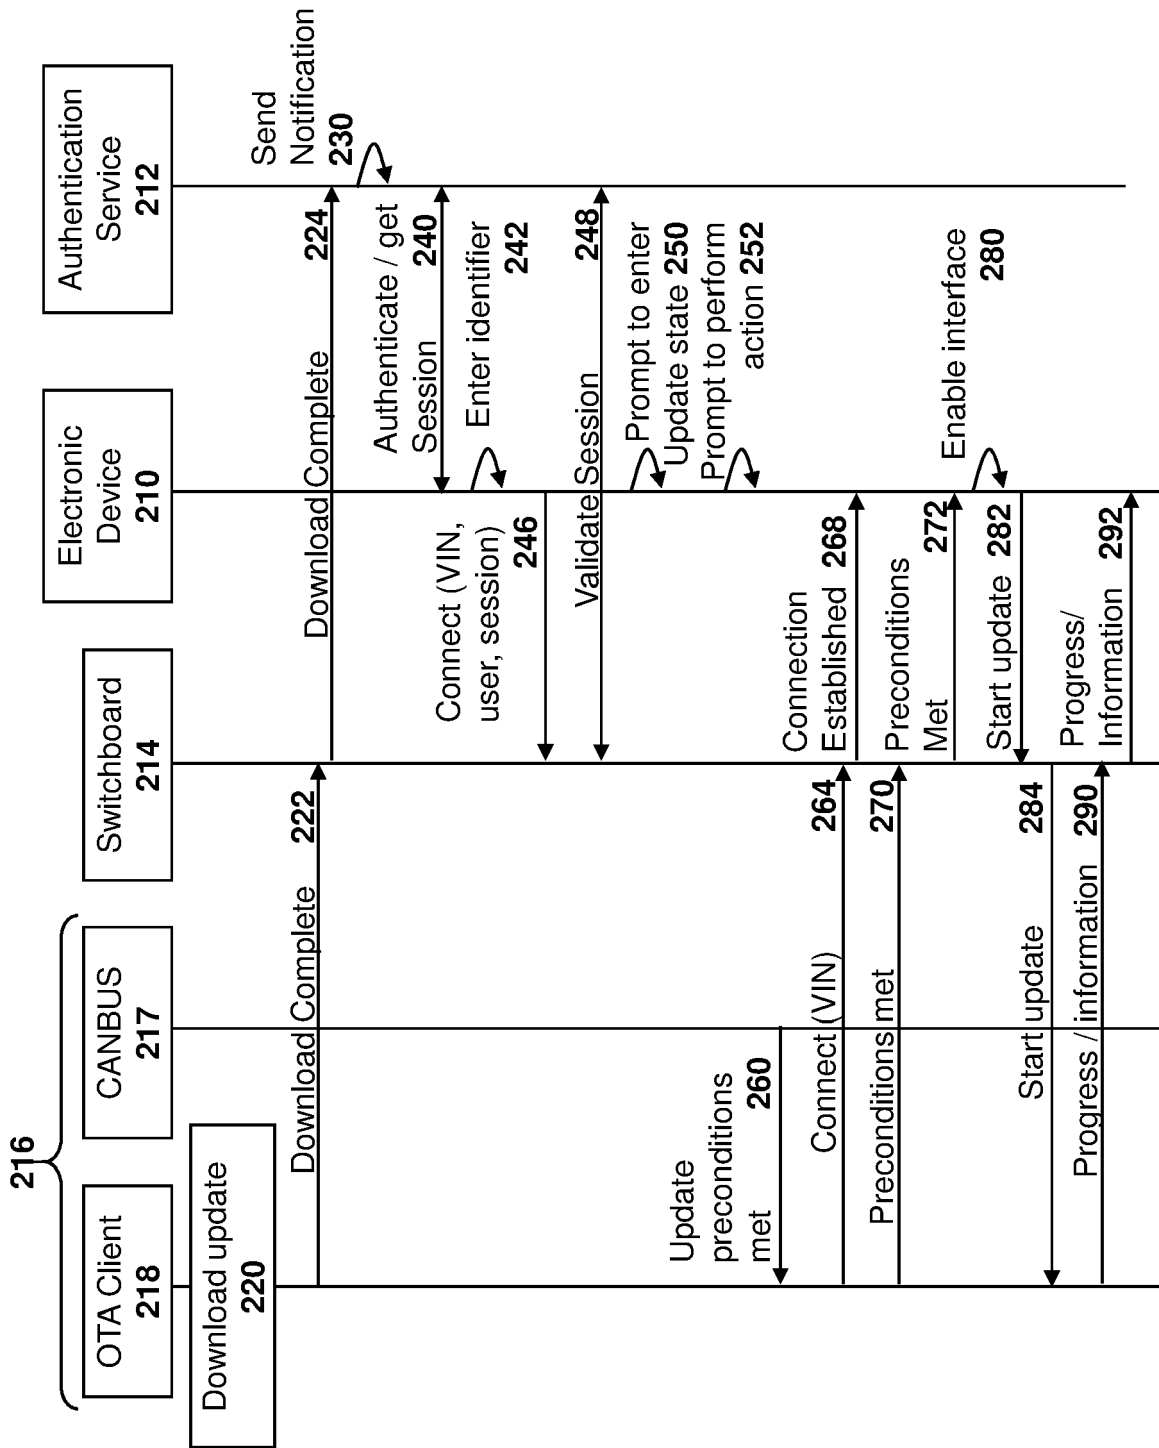 216
OTA Client
218
CANBUS
217
Switchboard
214
Electronic
Device
210
Authentication
Service
212
Download update
220
Download Complete 222
Download Complete 224
Send
Notification
230
Authenticate / get
Session 240
Enter identifier
242
Connect (VIN,
user, session)
246
Validate Session 248
Prompt to enter
Update state 250
Prompt to perform
action 252
Update
preconditions
met 260
Connect (VIN) 264
Connection
Established 268
Preconditions met 270
Preconditions
Met 272
Enable interface
280
Start update 282
Start update 284
Progress / information 290
Progress/
Information 292